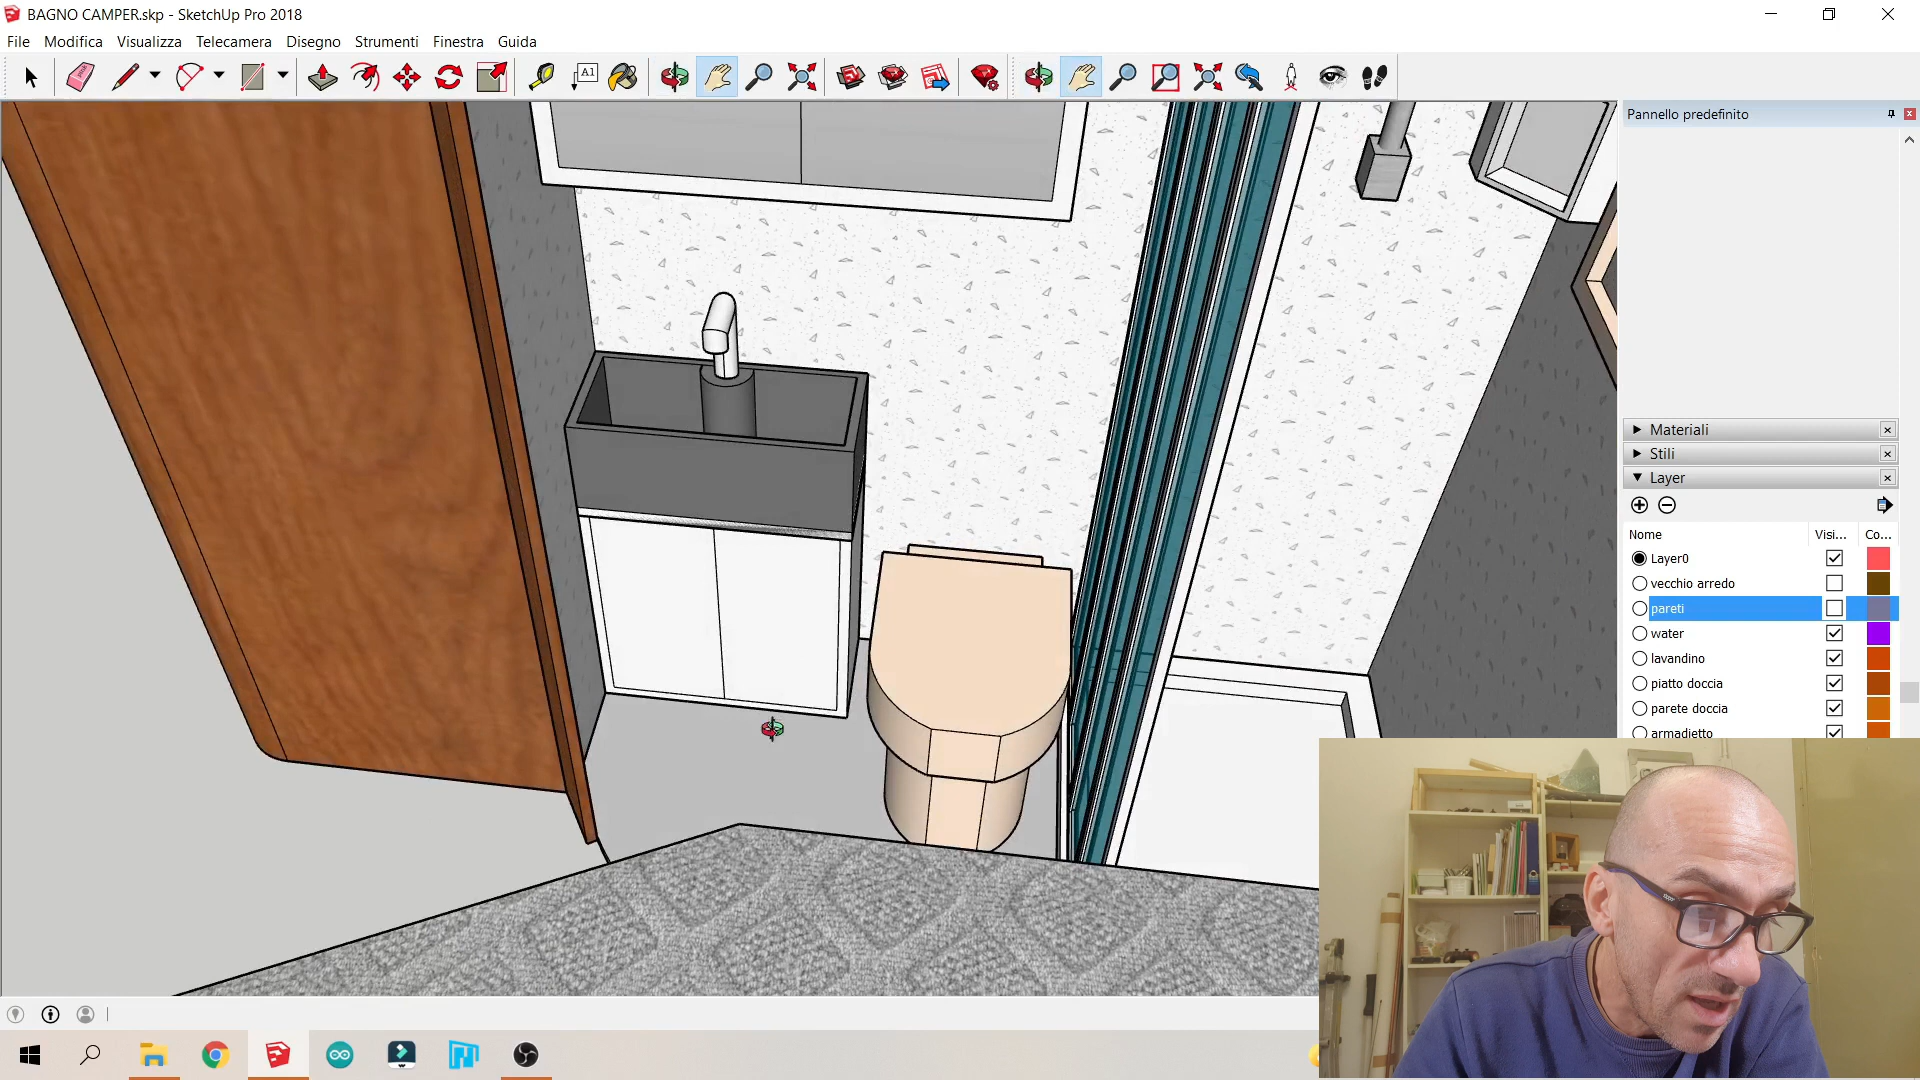 BAGNO CAMPER.skp - SketchUp Pro 2018
File Modifica Visualizza Telecamera Disegno Strumenti Finestra Guida
A1
Pannello predefinito
Materiali
Stili
Layer
Nome Visi... Co...
Layer0
vecchio arredo
pareti
water
lavandino
piatto doccia
parete doccia
armadietto